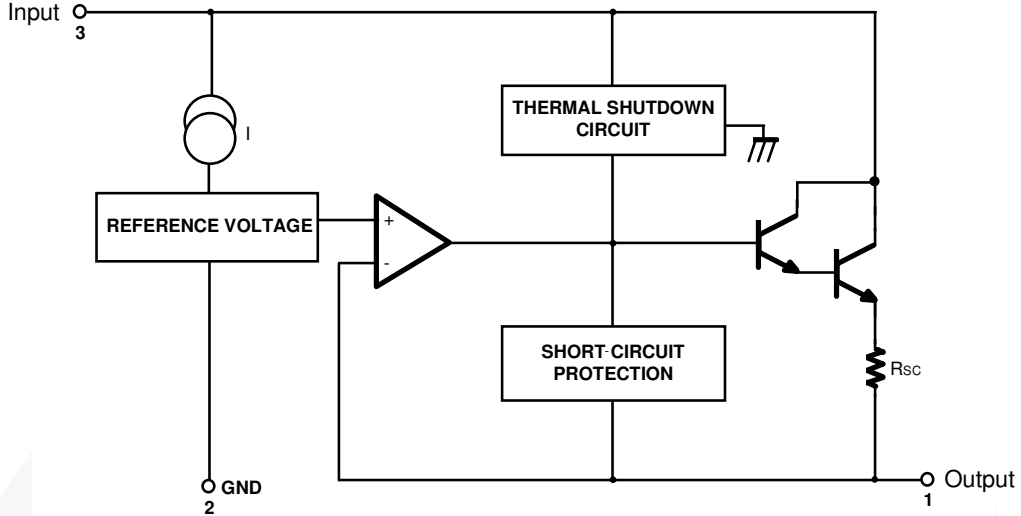 Input
3
THERMAL SHUTDOWN
CIRCUIT
I
REFERENCE VOLTAGE
+
-
SHORT-CIRCUIT
PROTECTION
RSC
GND
2
Output
1